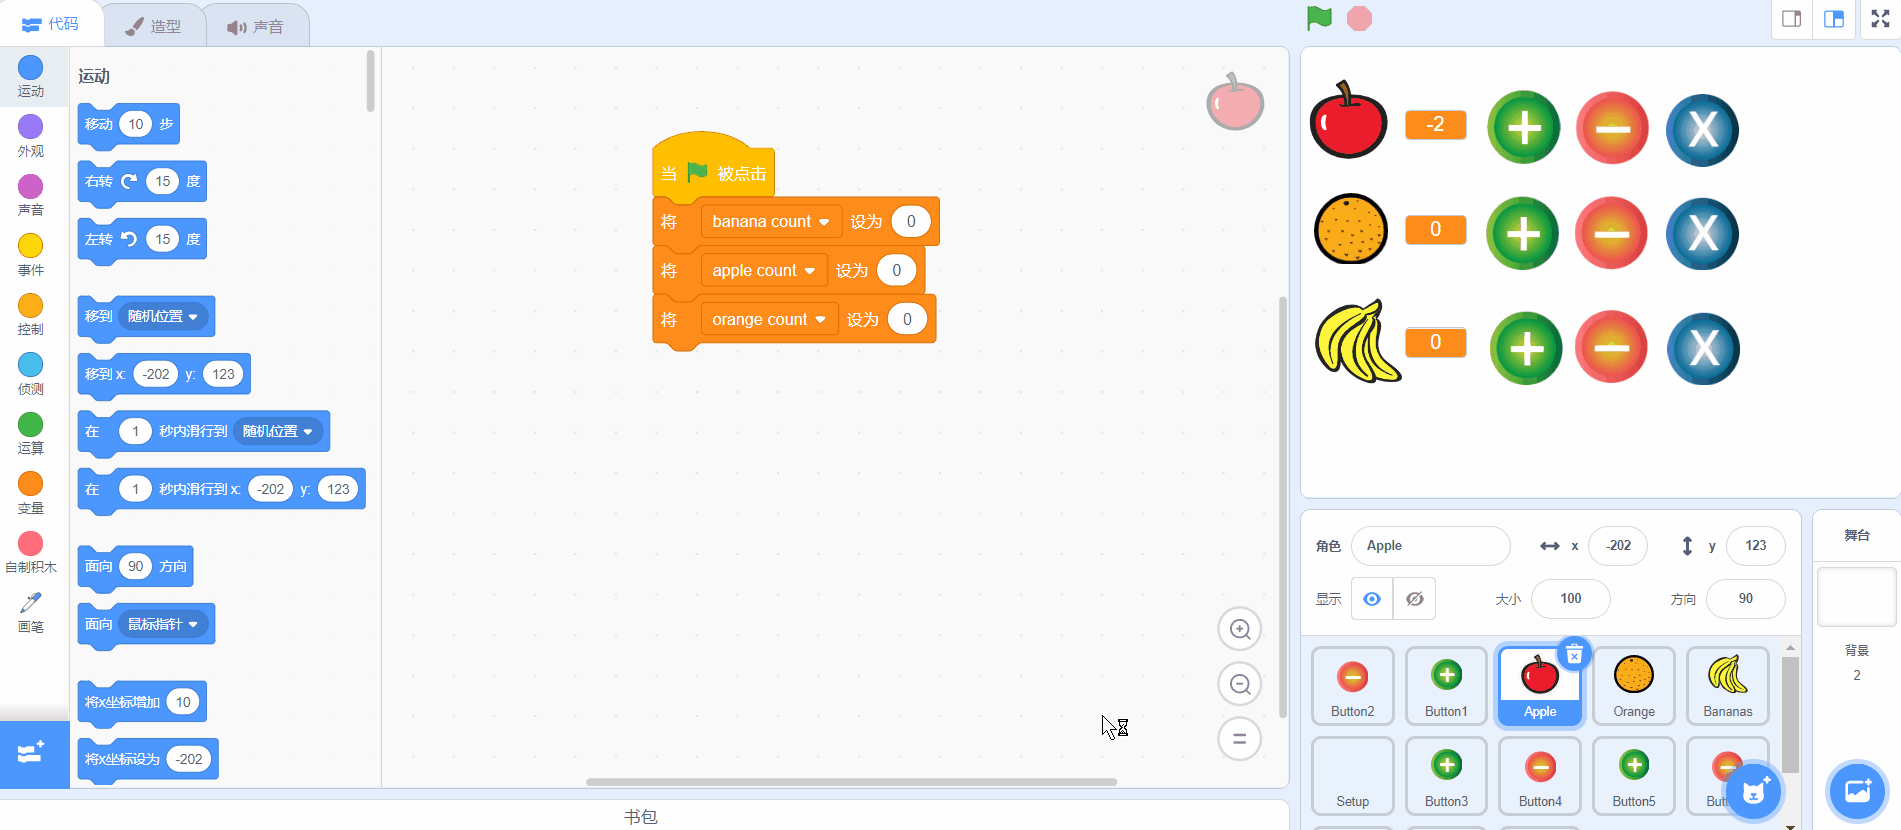 代码
造型
声音
运动
外观
声音
事件
控制
侦测
运算
变量
自制积木
画笔
运动
移动 10 步
右转 15 度
左转 15 度
移到 随机位置
移到 x: -202 y: 123
在 1 秒内滑行到 随机位置
在 1 秒内滑行到 x: -202 y: 123
面向 90 方向
面向 鼠标指针
将x坐标增加 10
将x坐标设为 -202
当 被点击
将 banana count 设为 0
将 apple count 设为 0
将 orange count 设为 0
书包
-2
X
0
X
0
X
角色 Apple x -202 y 123
显示 大小 100 方向 90
Button2 Button1 Apple Orange Bananas
Setup Button3 Button4 Button5
舞台
背景
2